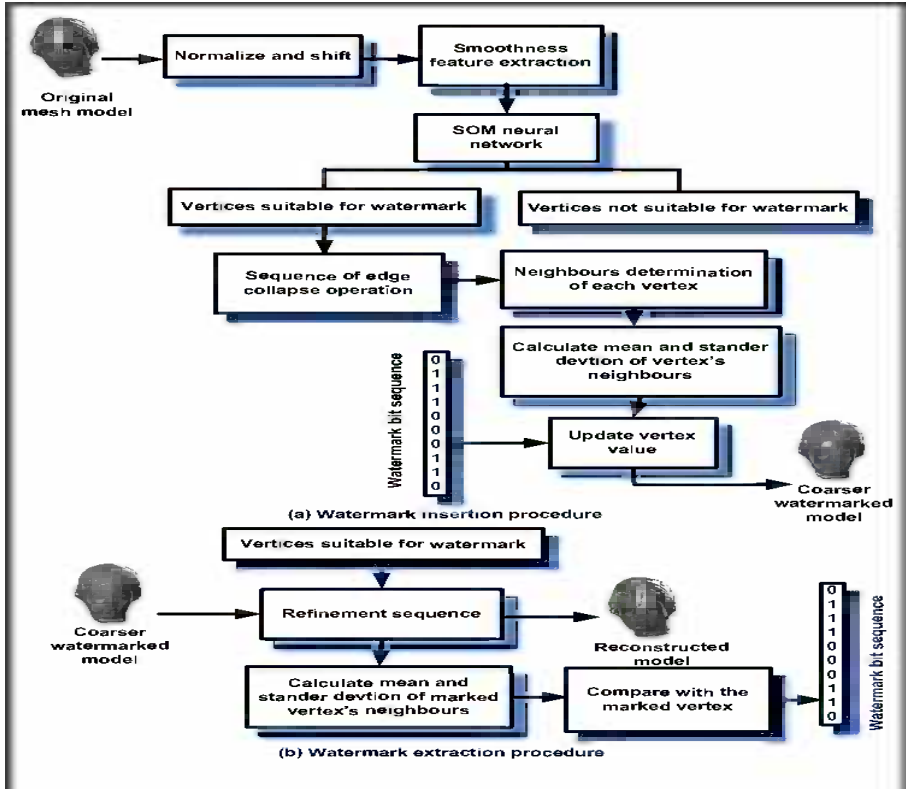 Normalize and shift
Smoothness
feature extraction
Original
mesh model
SOM neural
network
Vertices suitable for watermark
Vertices not suitable for watermark
Sequence of edge
collapse operation
Neighbours determination
of each vertex
Calculate mean and stander
devtion of vertex's
neighbours
Watermark bit sequence
0
1
1
1
0
0
0
1
1
0
Update vertex
value
Coarser
watermarked
model
(a) Watermark insertion procedure
Vertices suitable for watermark
Coarser
watermarked
model
Refinement sequence
Reconstructed
model
Calculate mean and
stander devtion of marked
vertex's neighbours
Compare with the
marked vertex
0
1
1
1
0
0
0
1
1
0
Watermark bit sequence
(b) Watermark extraction procedure